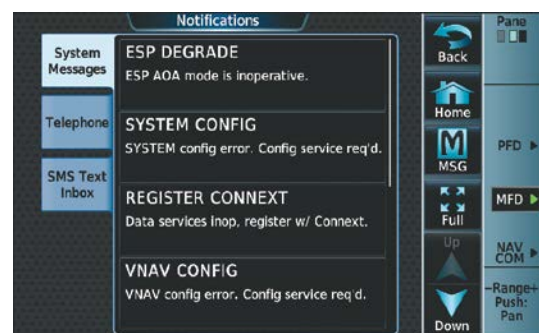 Notifications
System
Messages
Telephone
SMS Text
Inbox
ESP DEGRADE
ESP AOA mode is inoperative.
SYSTEM CONFIG
SYSTEM config error. Config service req'd.
REGISTER CONNEXT
Data services inop, register w/ Connext.
VNAV CONFIG
VNAV config error. Config service req'd.
Back
Home
MSG
Full
Up
Down
Pane
PFD
MFD
NAV
COM
-Range+
Push:
Pan